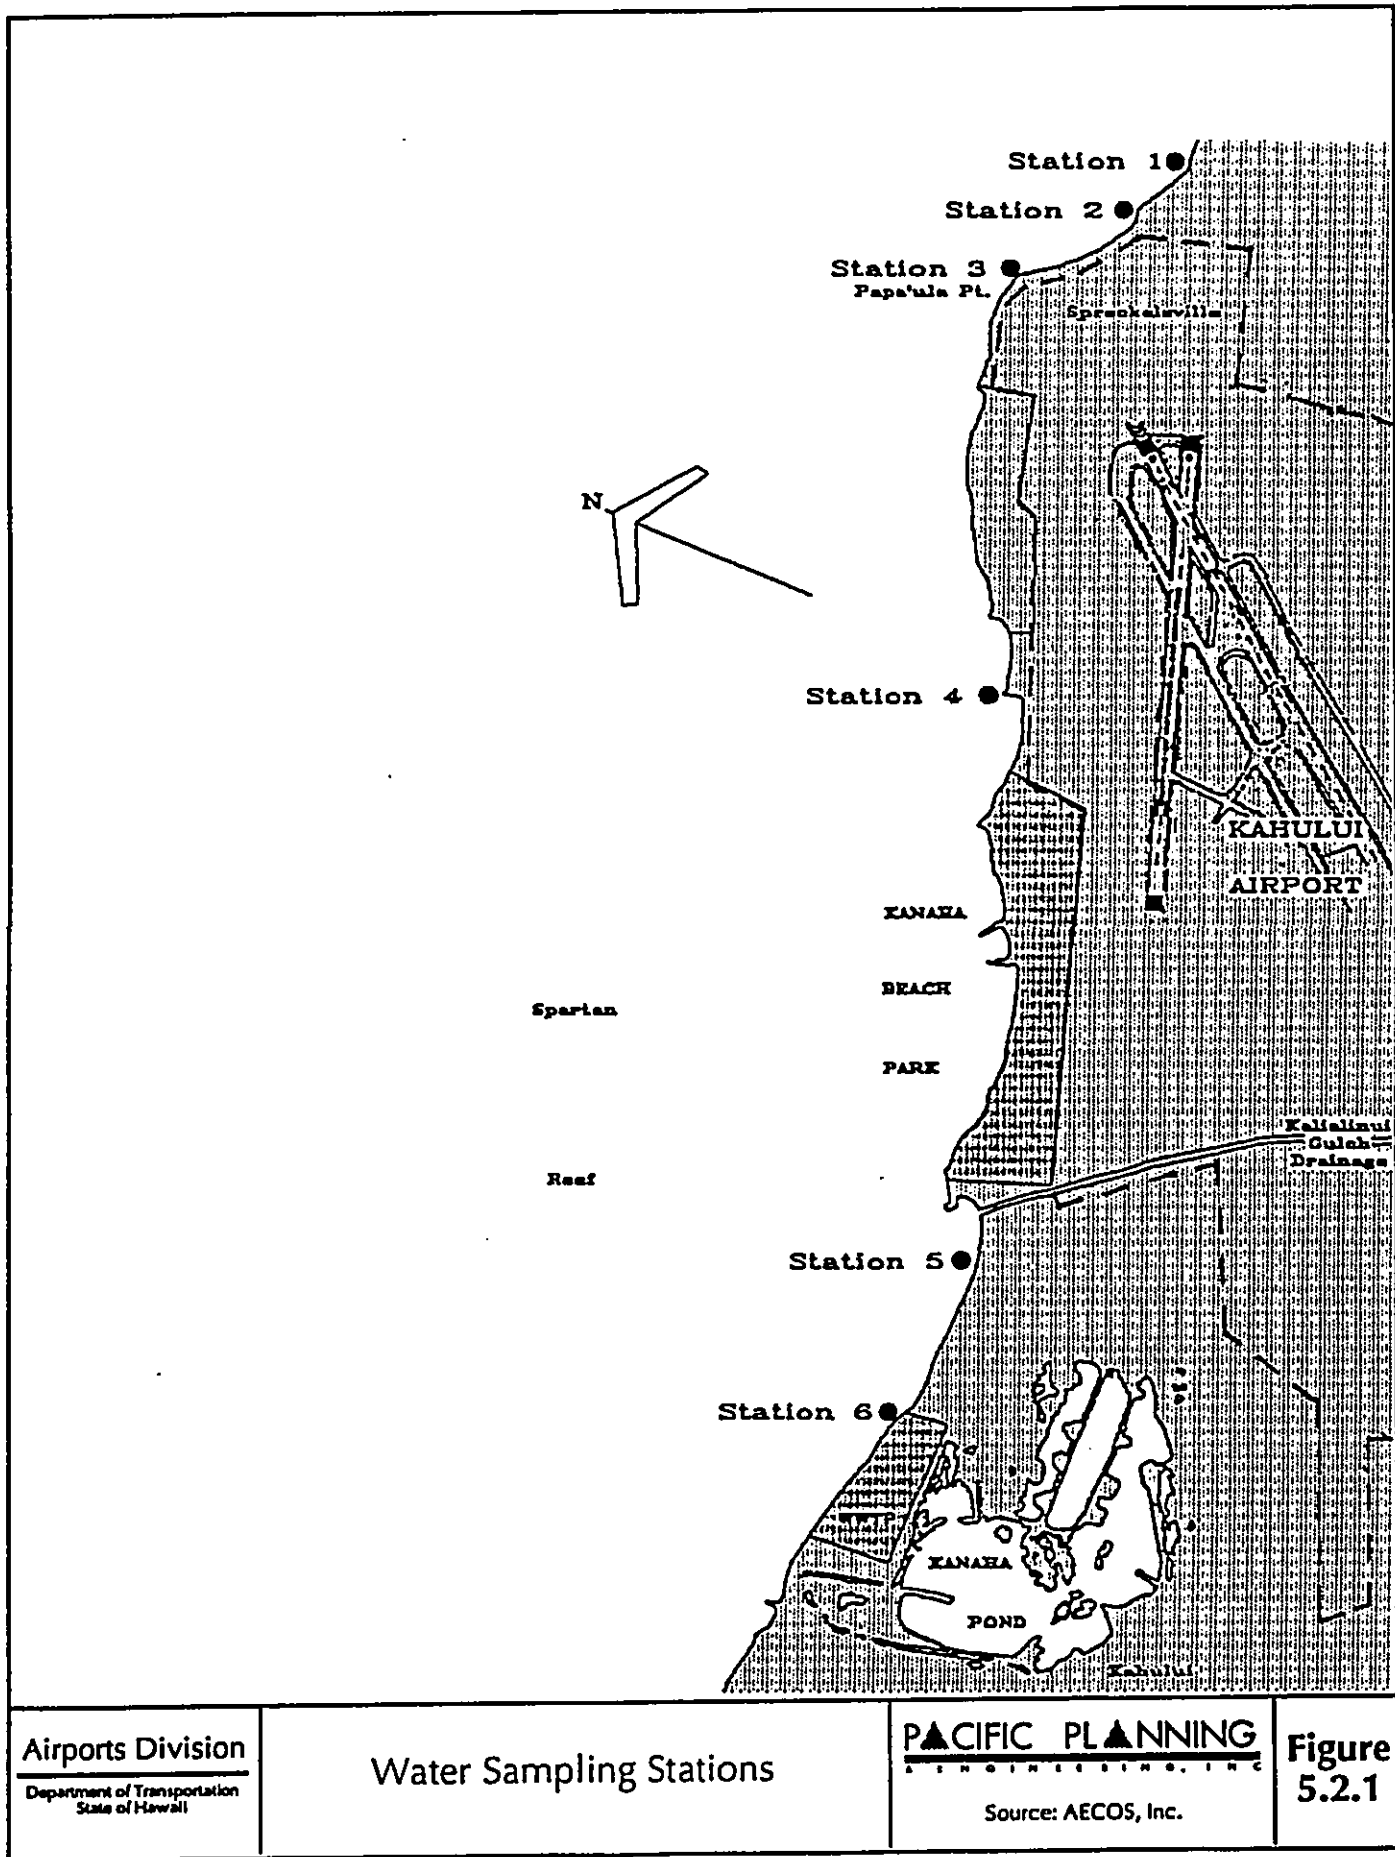 Station 1
Station 2
Station 3
Papa'ula Pt.
Spreckelsville
N
Station 4
KAHULUI
AIRPORT
KANAHA
BEACH
PARK
Spartan
Reef
Kalialinui
Gulch
Drainage
Station 5
Station 6
KANAHA
POND
Kahului
Airports Division
Department of Transportation
State of Hawaii
Water Sampling Stations
PACIFIC PLANNING
& ENGINEERING, INC
Source: AECOS, Inc.
Figure
5.2.1